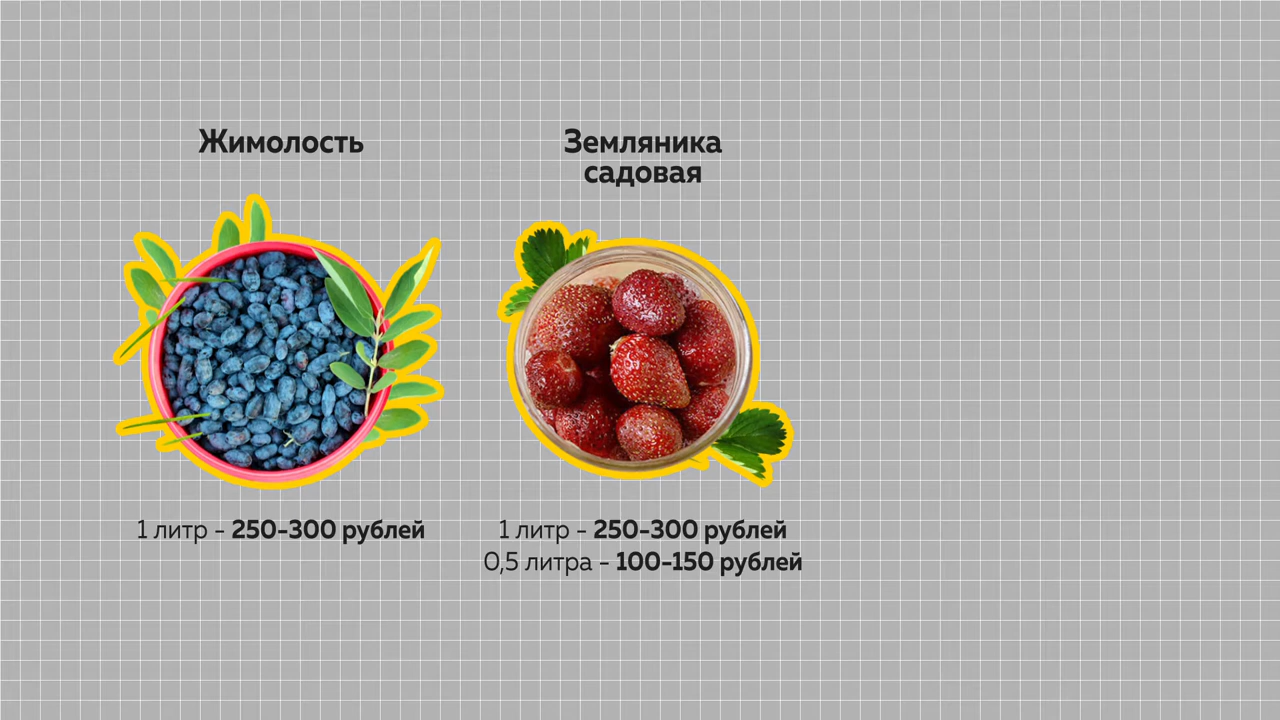 Жимолость
1 литр - 250-300 рублей
Земляника
садовая
1 литр - 250-300 рублей
0,5 литра - 100-150 рублей